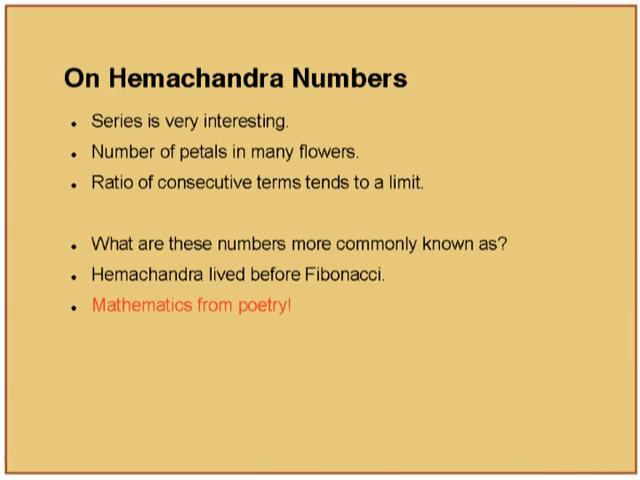 On Hemachandra Numbers
• Series is very interesting.
• Number of petals in many flowers.
• Ratio of consecutive terms tends to a limit.
• What are these numbers more commonly known as?
• Hemachandra lived before Fibonacci.
• Mathematics from poetry!